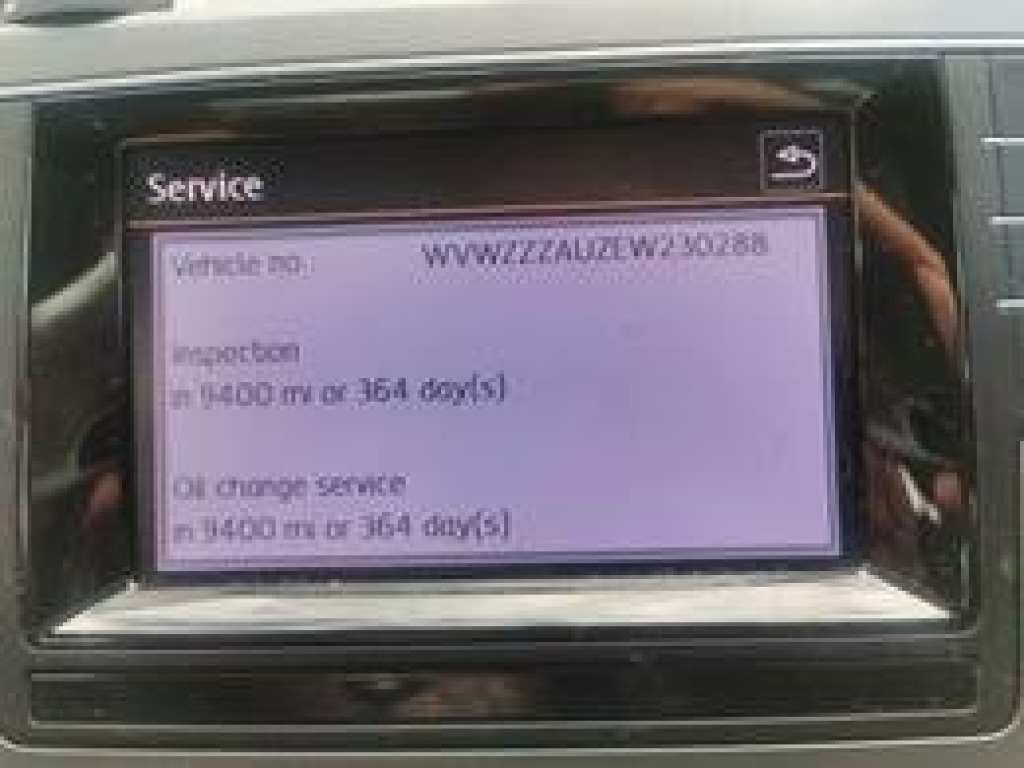 Service
Vehicle no. WVWZZZAUZEW230288
Inspection
in 9400 mi or 364 day(s)
Oil change service
in 9400 mi or 364 day(s)